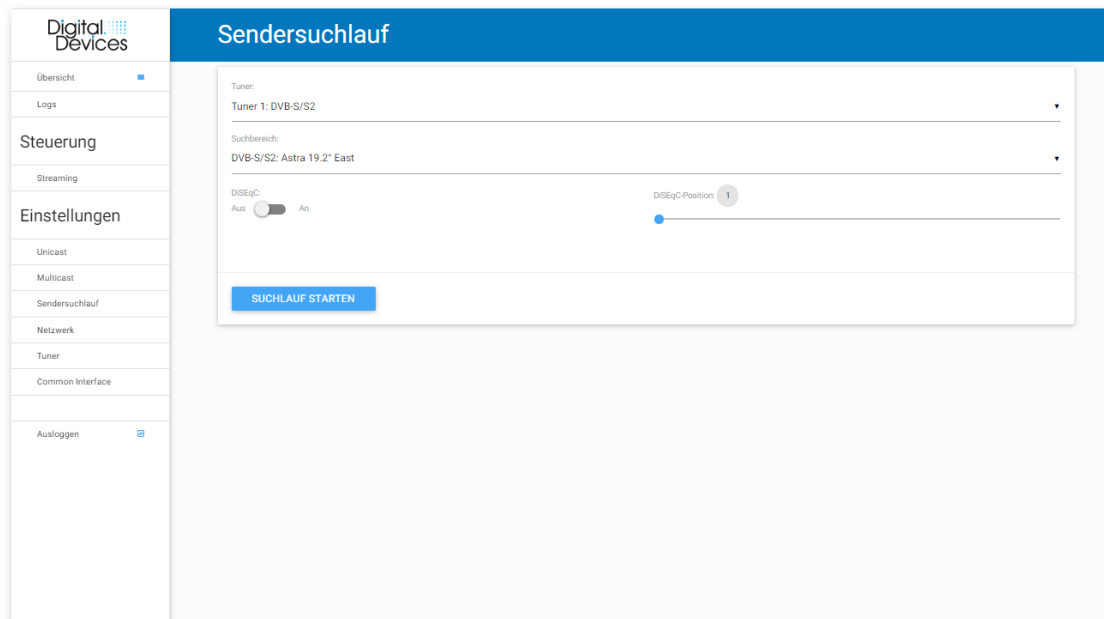 Digital
Devices
Übersicht
Logs
Steuerung
Streaming
Einstellungen
Unicast
Multicast
Sendersuchlauf
Netzwerk
Tuner
Common Interface
Ausloggen
Sendersuchlauf
Tuner:
Tuner 1: DVB-S/S2
Suchbereich:
DVB-S/S2: Astra 19.2° East
DiSEqC:
Aus An
DiSEqC-Position: 1
SUCHLAUF STARTEN